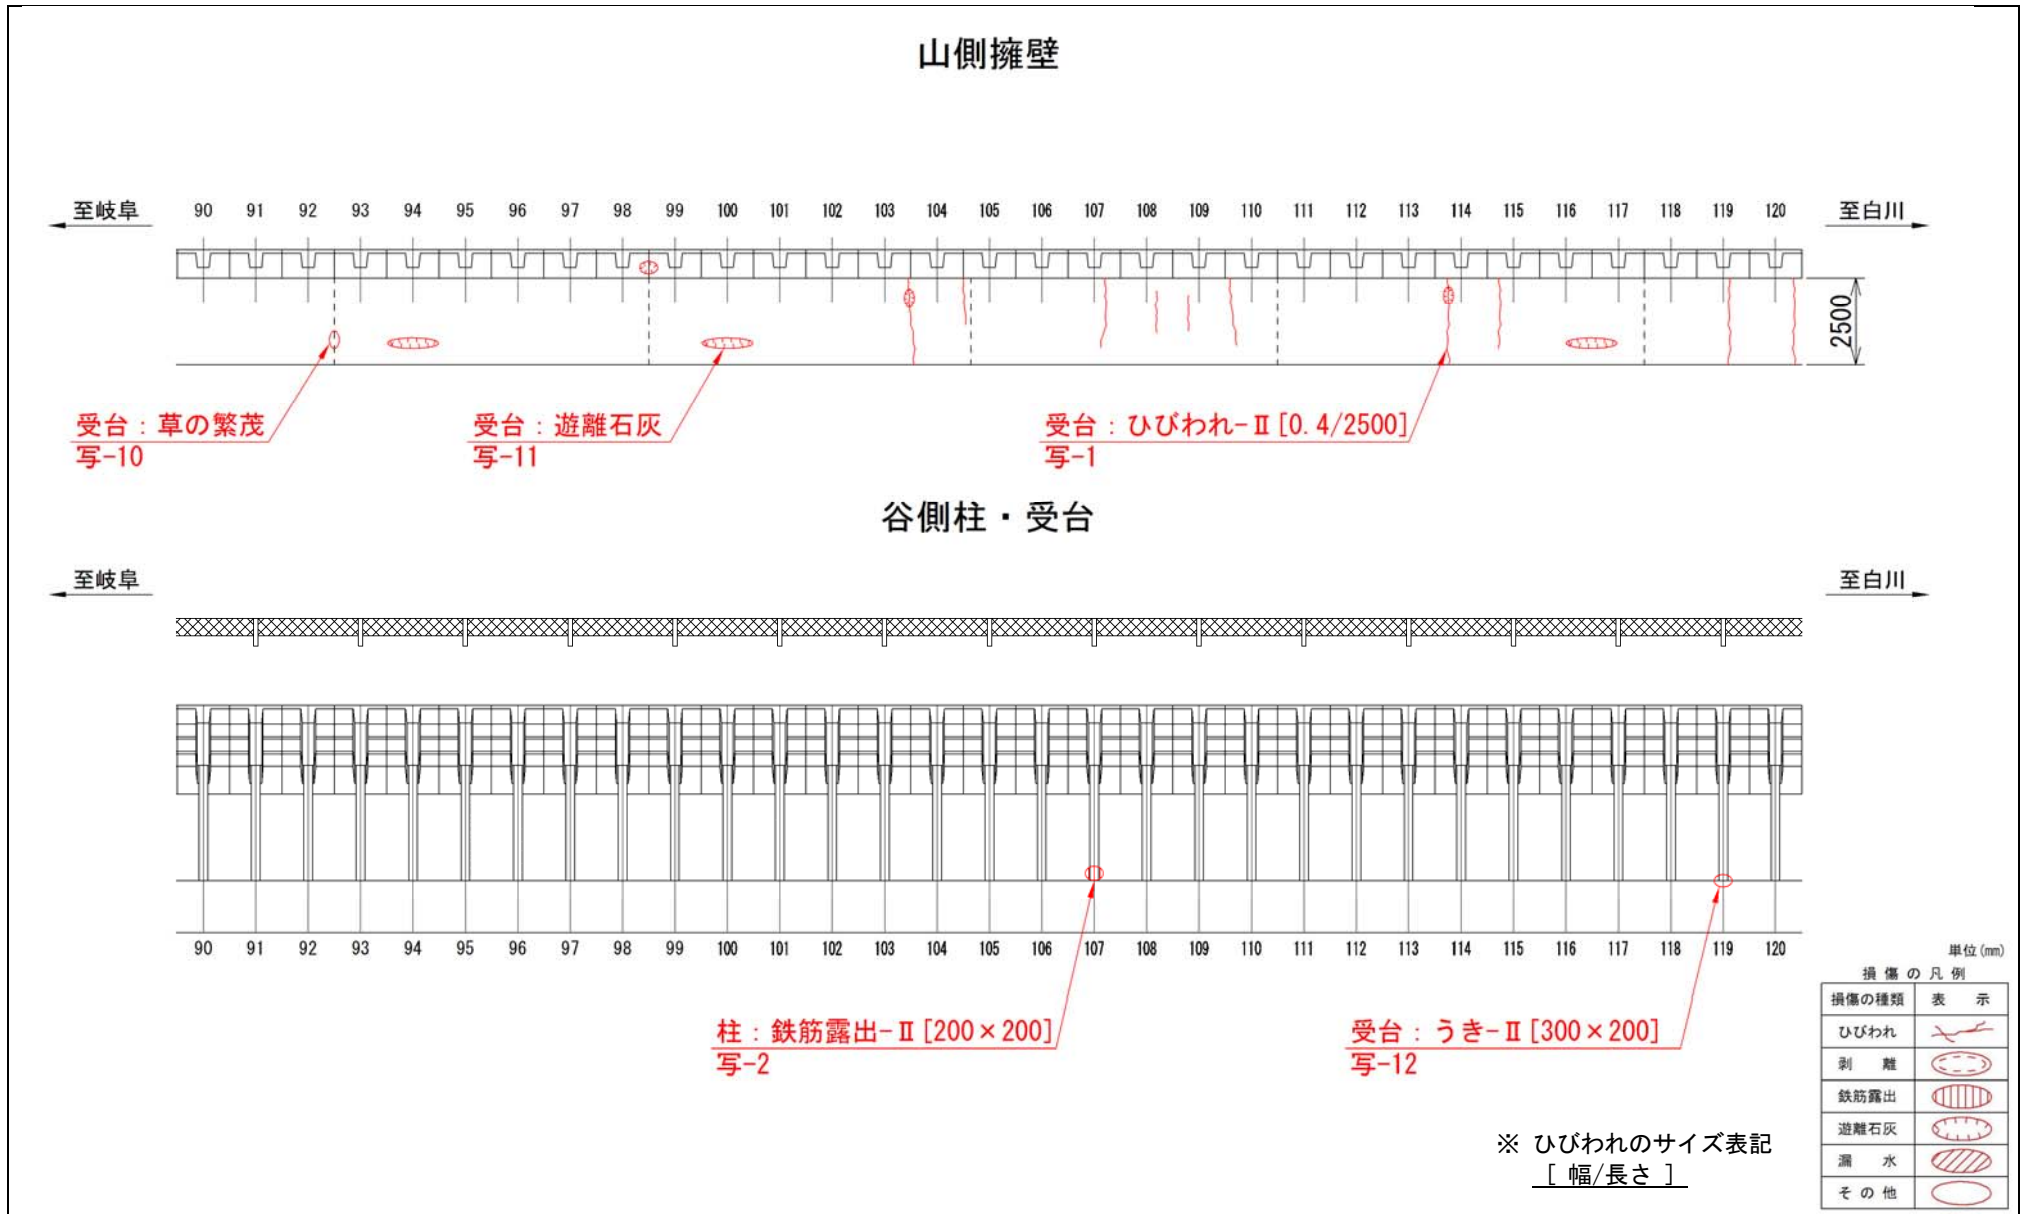 山側擁壁
至岐阜 90 91 92 93 94 95 96 97 98 99 100 101 102 103 104 105 106 107 108 109 110 111 112 113 114 115 116 117 118 119 120 至白川
2500
受台：草の繁茂
写-10
受台：遊離石灰
写-11
受台：ひびわれ-Ⅱ[0.4/2500]
写-1
谷側柱・受台
至岐阜 至白川
90 91 92 93 94 95 96 97 98 99 100 101 102 103 104 105 106 107 108 109 110 111 112 113 114 115 116 117 118 119 120
柱：鉄筋露出-Ⅱ[200×200]
写-2
受台：うき-Ⅱ[300×200]
写-12
※ ひびわれのサイズ表記
[ 幅/長さ ]
単位(mm)
損傷の凡例
損傷の種類 表 示
ひびわれ
剥 離
鉄筋露出
遊離石灰
漏 水
その他